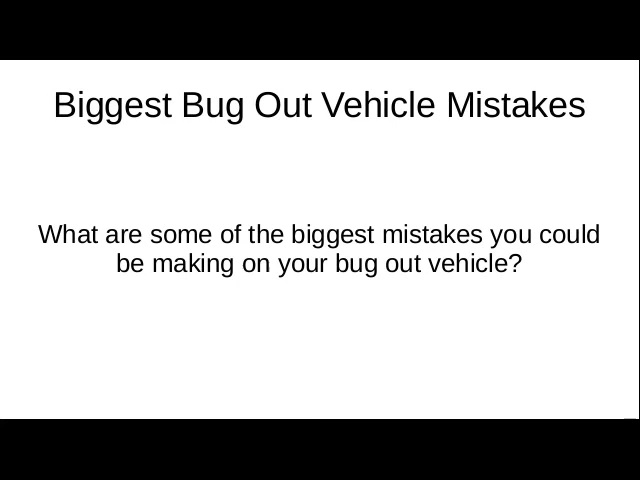 Biggest Bug Out Vehicle Mistakes
What are some of the biggest mistakes you could
be making on your bug out vehicle?